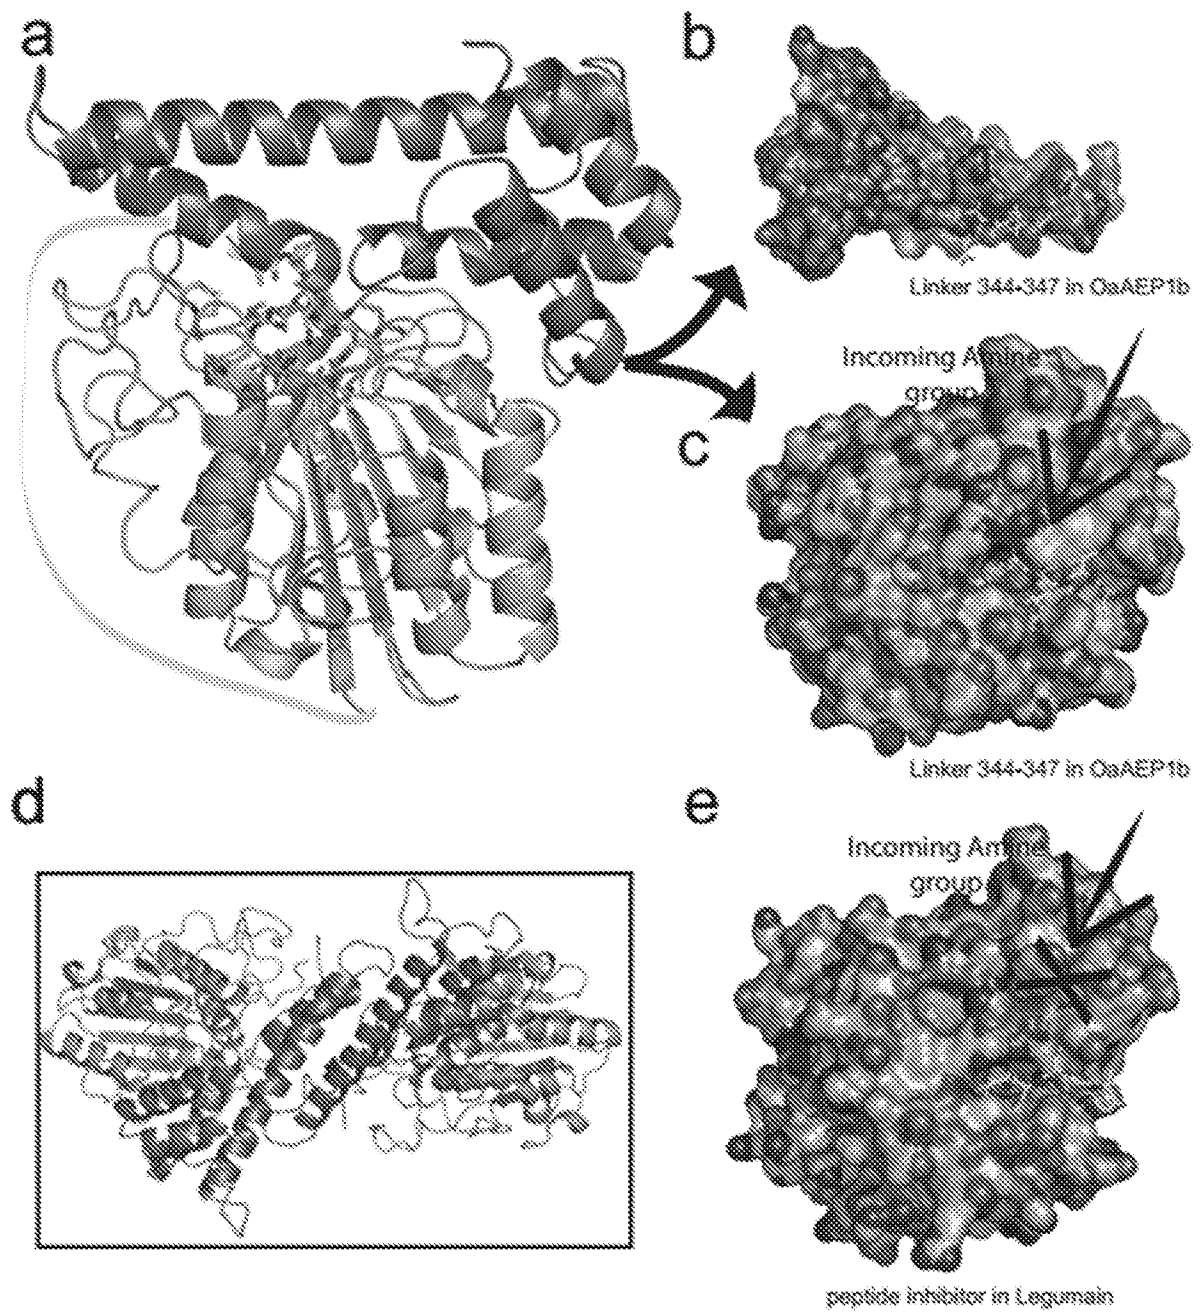 a
b
Linker 344-347 in OaAEP1b
Incoming Amine
group
c
Linker 344-347 in OaAEP1b
d
e
Incoming Amine
group
peptide inhibitor in Legumain